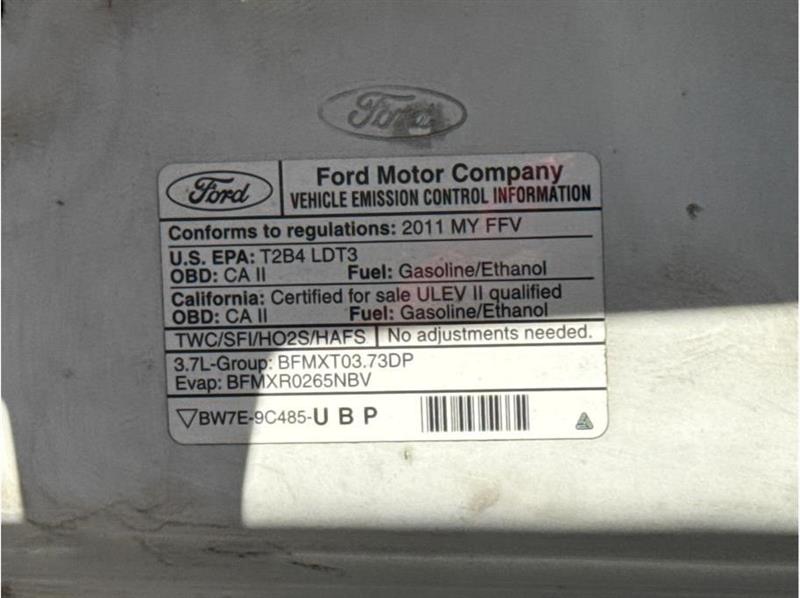 Ford
Ford
Ford Motor Company
VEHICLE EMISSION CONTROL INFORMATION
Conforms to regulations: 2011 MY FFV
U.S. EPA: T2B4 LDT3
OBD: CA II Fuel: Gasoline/Ethanol
California: Certified for sale ULEV II qualified
OBD: CA II Fuel: Gasoline/Ethanol
TWC/SFI/HO2S/HAFS No adjustments needed.
3.7L-Group: BFMXT03.73DP
Evap: BFMXR0265NBV
BW7E-9C485-U B P